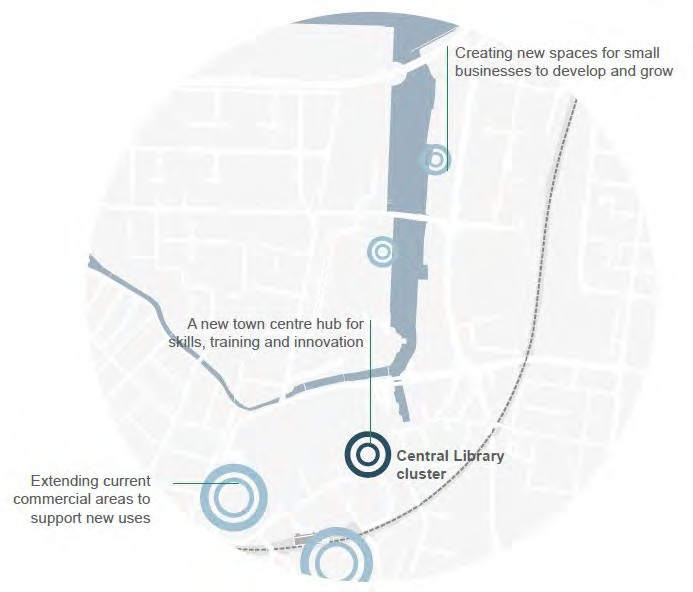 Creating new spaces for small
businesses to develop and grow
A new town centre hub for
skills, training and innovation
Central Library
cluster
Extending current
commercial areas to
support new uses